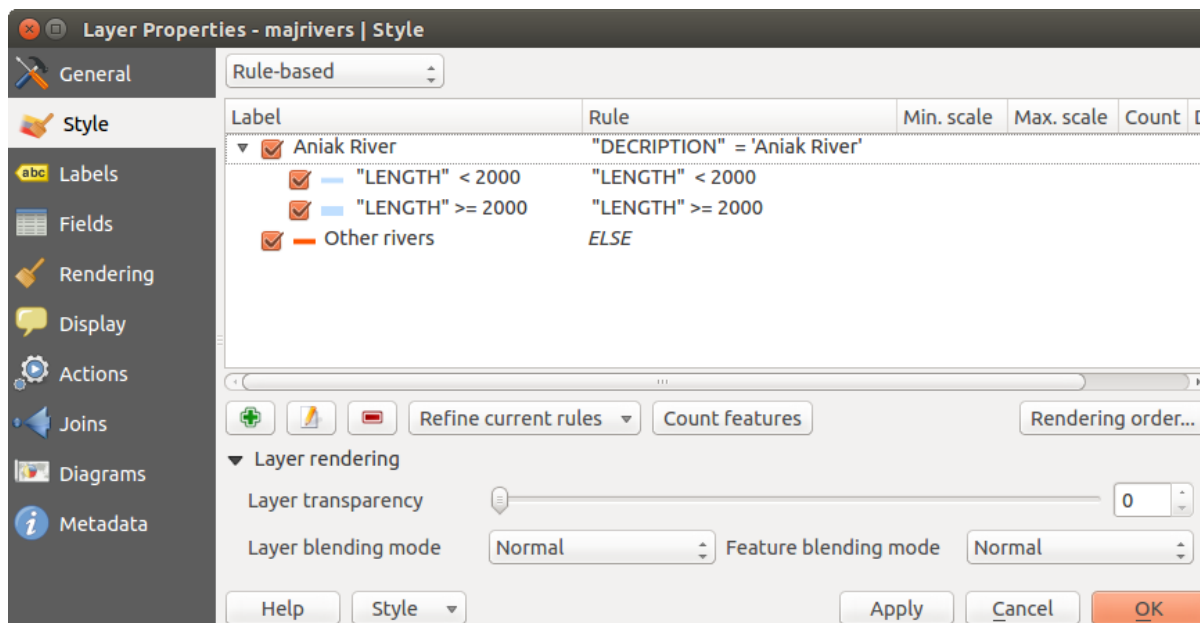 Layer Properties - majrivers | Style
General
Style
Labels
Fields
Rendering
Display
Actions
Joins
Diagrams
Metadata
abc
Rule-based
Label Rule Min. scale Max. scale Count
Aniak River "DECRIPTION" = 'Aniak River'
"LENGTH" < 2000 "LENGTH" < 2000
"LENGTH" >= 2000 "LENGTH" >= 2000
Other rivers ELSE
Refine current rules Count features Rendering order...
Layer rendering
Layer transparency 0
Layer blending mode Normal Feature blending mode Normal
Help Style Apply Cancel OK